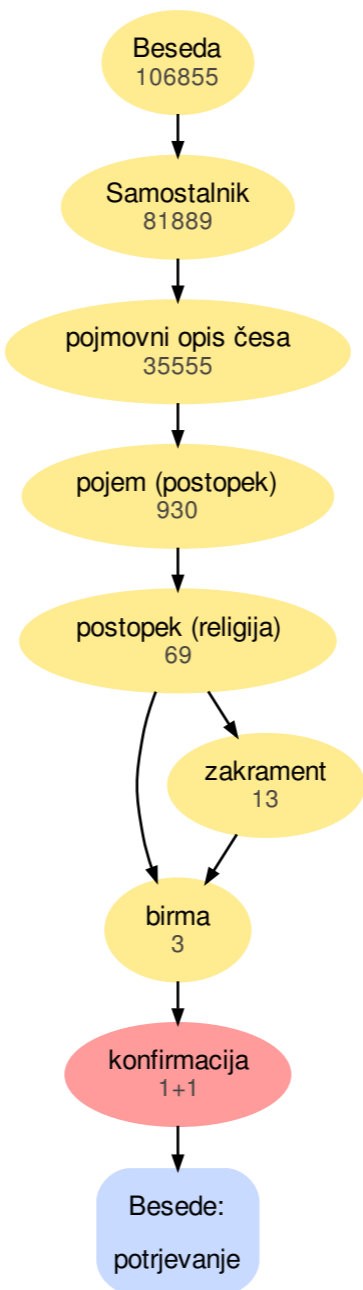 Beseda
106855
Samostalnik
81889
pojmovni opis česa
35555
pojem (postopek)
930
postopek (religija)
69
zakrament
13
birma
3
konfirmacija
1+1
Besede:
potrjevanje